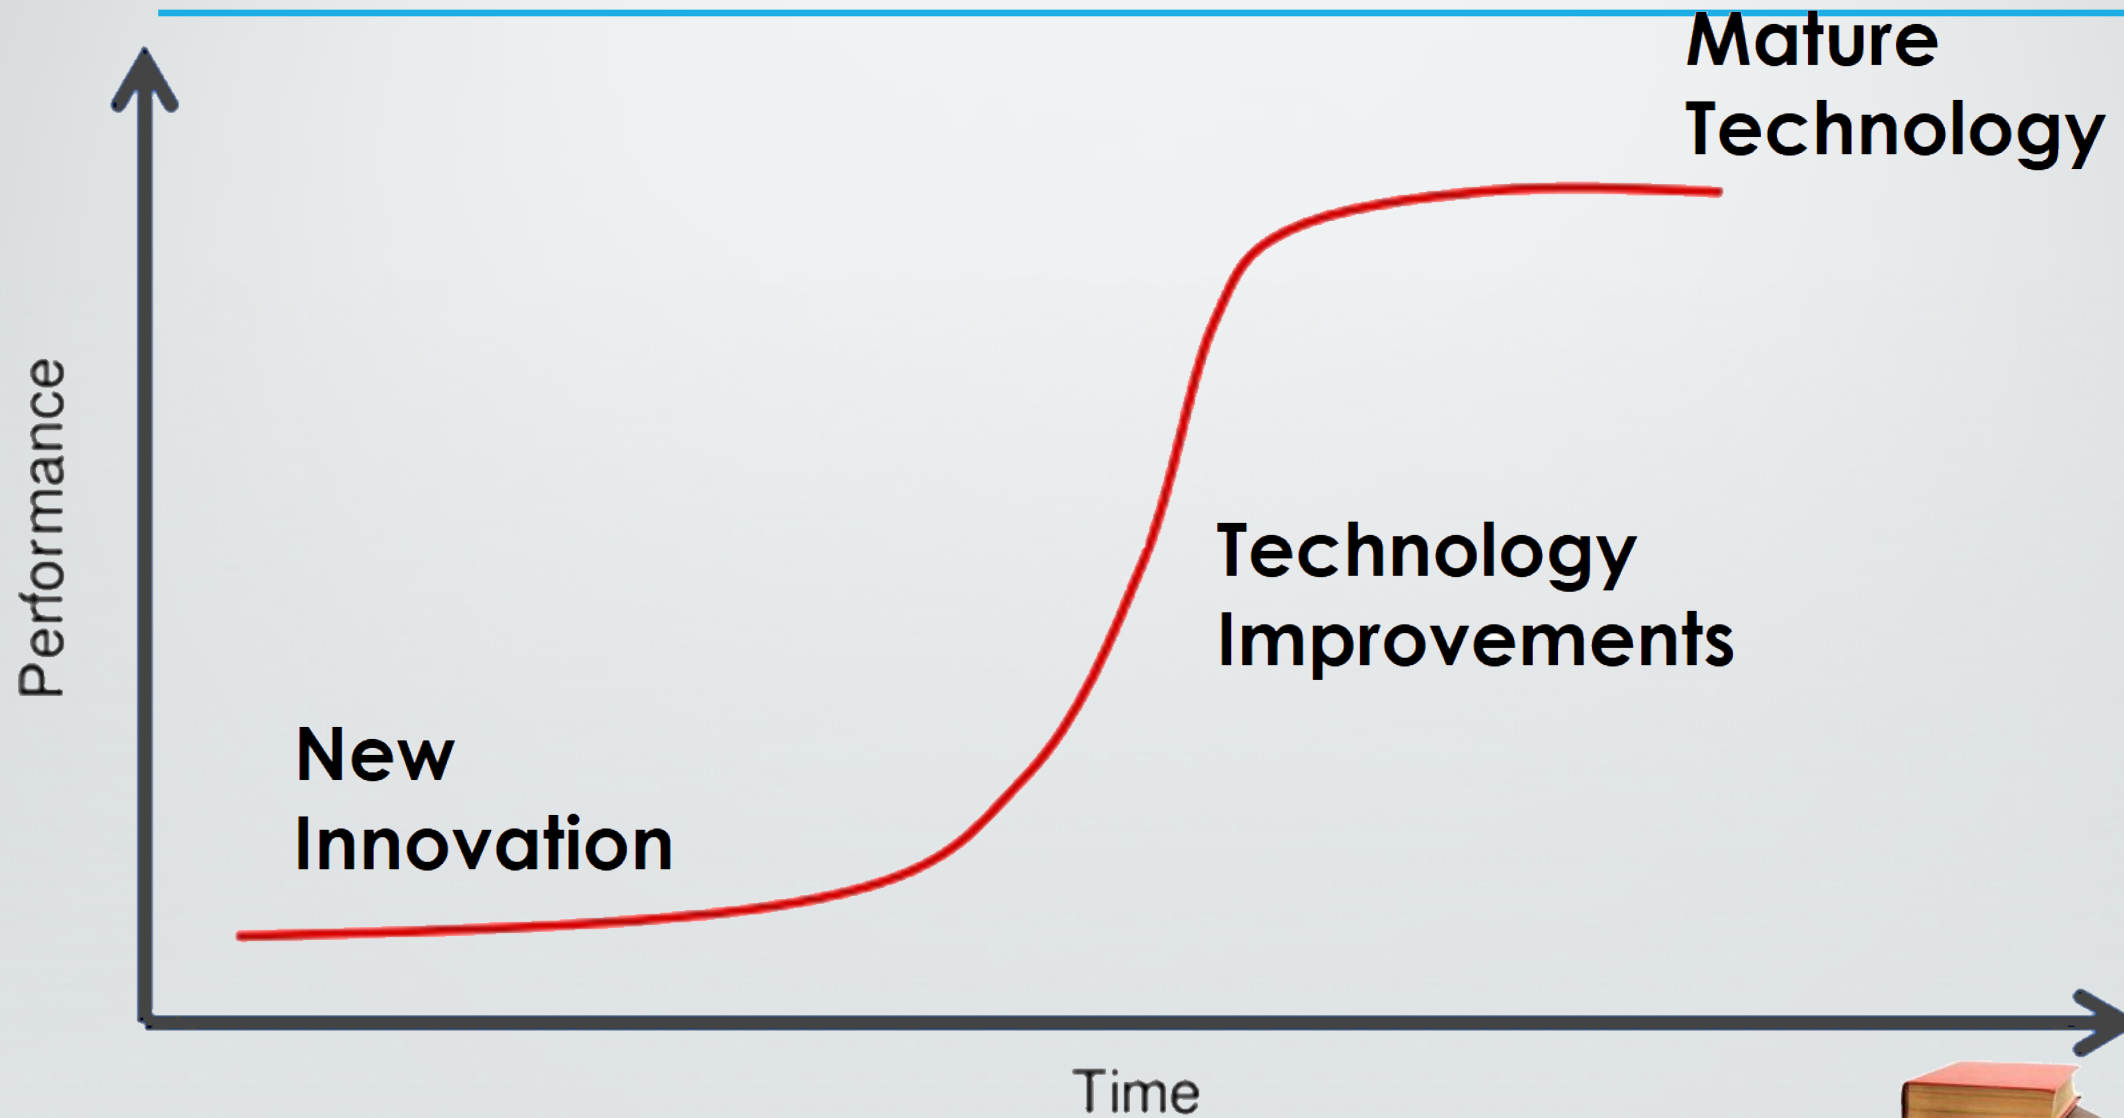 Mature
Technology
Performance
Technology
Improvements
New
Innovation
Time